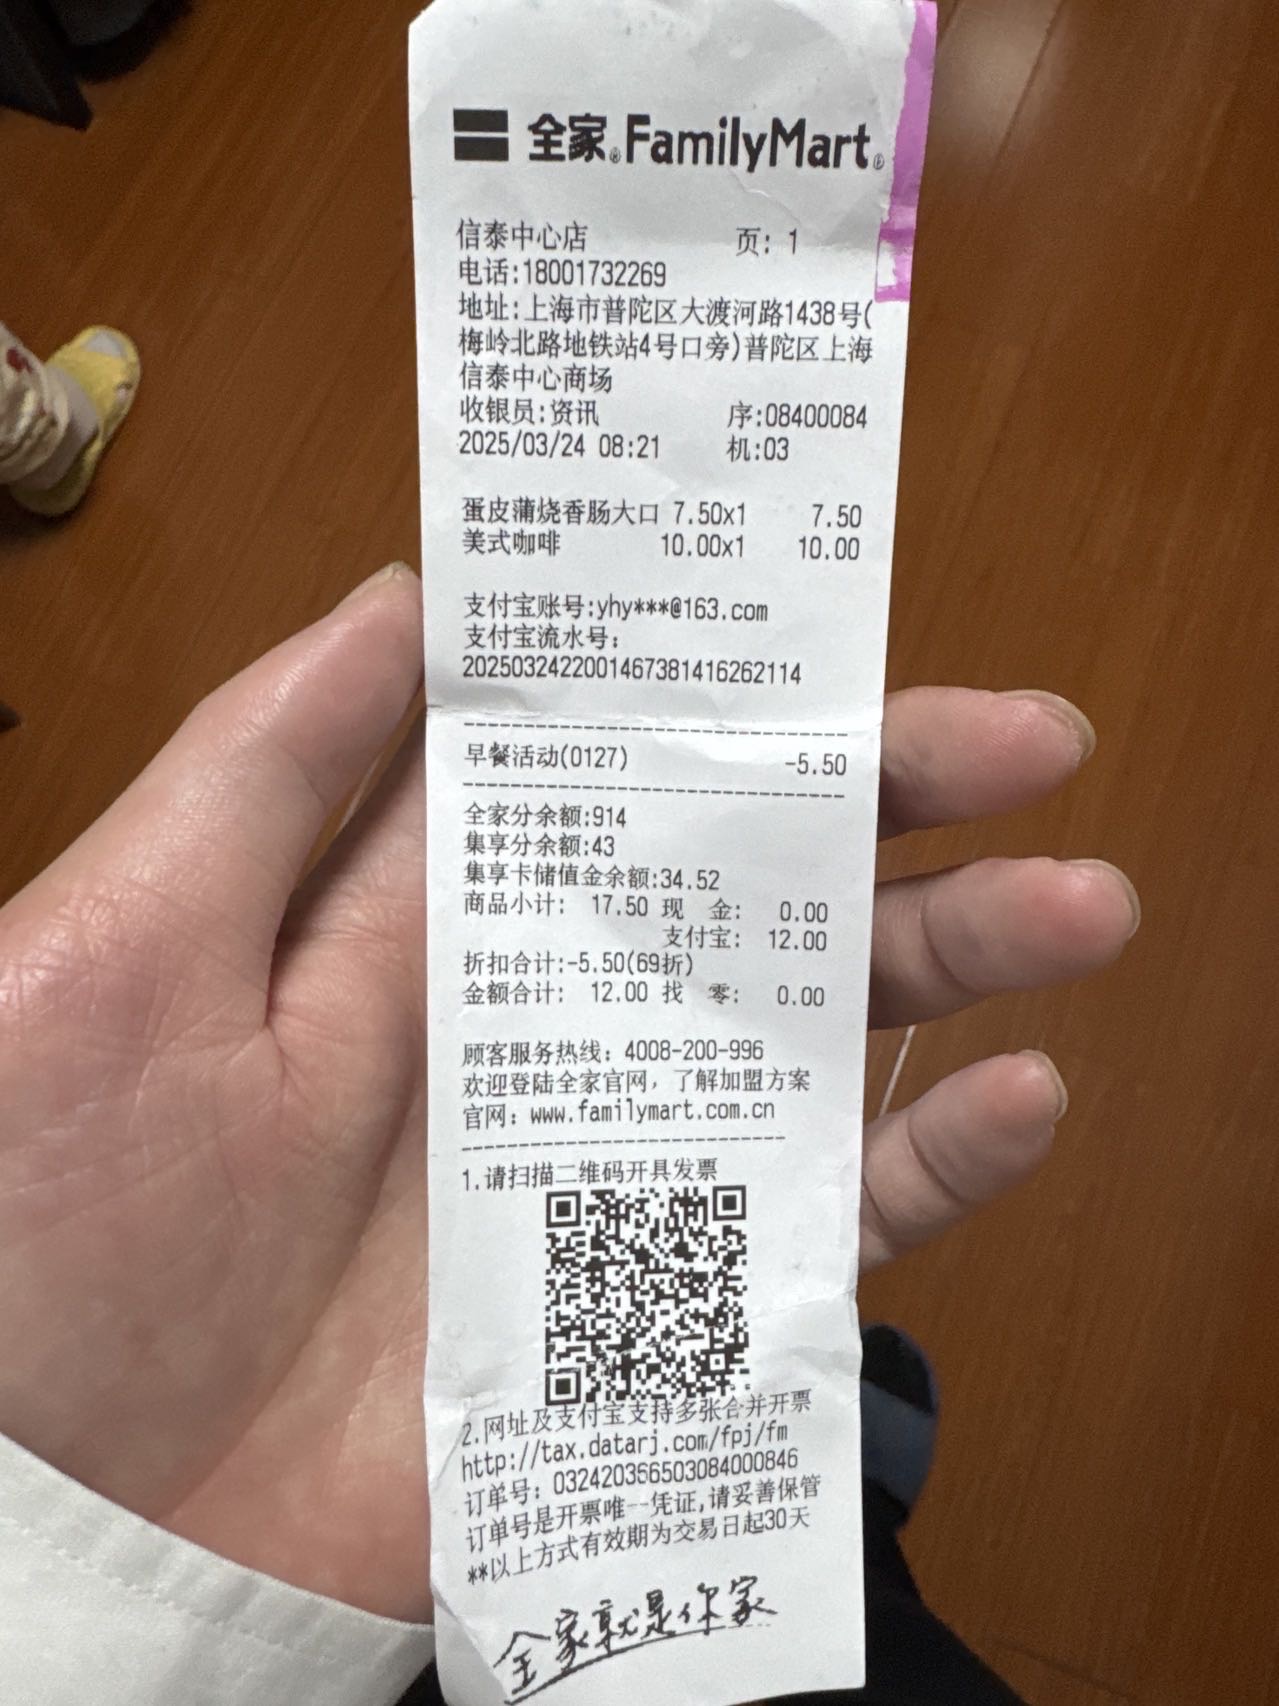 全家®FamilyMart®
信泰中心店 页: 1
电话:18001732269
地址:上海市普陀区大渡河路1438号(
梅岭北路地铁站4号口旁)普陀区上海
信泰中心商场
收银员:资讯 序:08400084
2025/03/24 08:21 机:03
蛋皮蒲烧香肠大口 7.50x1 7.50
美式咖啡 10.00x1 10.00
支付宝账号:yhy***@163.com
支付宝流水号:
2025032422001467381416262114
早餐活动(0127) -5.50
全家分余额:914
集享分余额:43
集享卡储值金余额:34.52
商品小计: 17.50 现 金: 0.00
支付宝: 12.00
折扣合计:-5.50(69折)
金额合计: 12.00 找 零: 0.00
顾客服务热线: 4008-200-996
欢迎登陆全家官网, 了解加盟方案
官网: www.familymart.com.cn
1.请扫描二维码开具发票
2.网址及支付宝支持多张合并开票
http://tax.datarj.com/fpj/fm
订单号: 032420366503084000846
订单号是开票唯一凭证,请妥善保管
**以上方式有效期为交易日起30天
全家就是你家